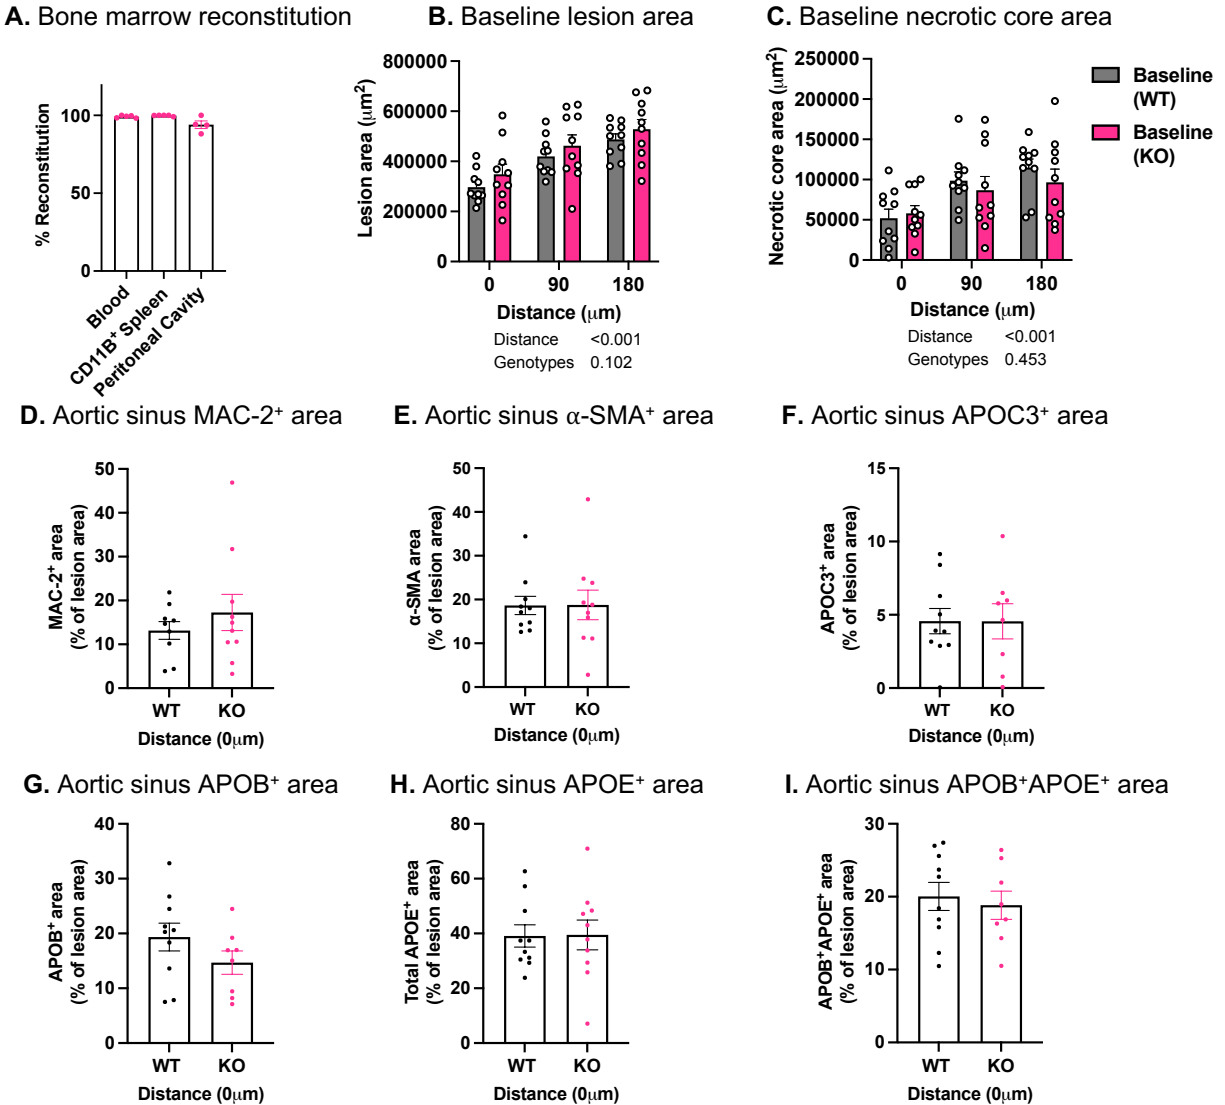 A. Bone marrow reconstitution
% Reconstitution
100
50
0
Blood
CD11B⁺ Spleen
Peritoneal Cavity
B. Baseline lesion area
Lesion area (μm²)
800000
600000
400000
200000
0
0 90 180
Distance (μm)
Distance <0.001
Genotypes 0.102
C. Baseline necrotic core area
Necrotic core area (μm²)
250000
200000
150000
100000
50000
0
0 90 180
Distance (μm)
Distance <0.001
Genotypes 0.453
Baseline
(WT)
Baseline
(KO)
D. Aortic sinus MAC-2⁺ area
MAC-2⁺ area
(% of lesion area)
50
40
30
20
10
0
WT KO
Distance (0μm)
E. Aortic sinus α-SMA⁺ area
α-SMA area
(% of lesion area)
50
40
30
20
10
0
WT KO
Distance (0μm)
F. Aortic sinus APOC3⁺ area
APOC3⁺ area
(% of lesion area)
15
10
5
0
WT KO
Distance (0μm)
G. Aortic sinus APOB⁺ area
APOB⁺ area
(% of lesion area)
40
30
20
10
0
WT KO
Distance (0μm)
H. Aortic sinus APOE⁺ area
Total APOE⁺ area
(% of lesion area)
80
60
40
20
0
WT KO
Distance (0μm)
I. Aortic sinus APOB⁺APOE⁺ area
APOB⁺APOE⁺ area
(% of lesion area)
30
20
10
0
WT KO
Distance (0μm)